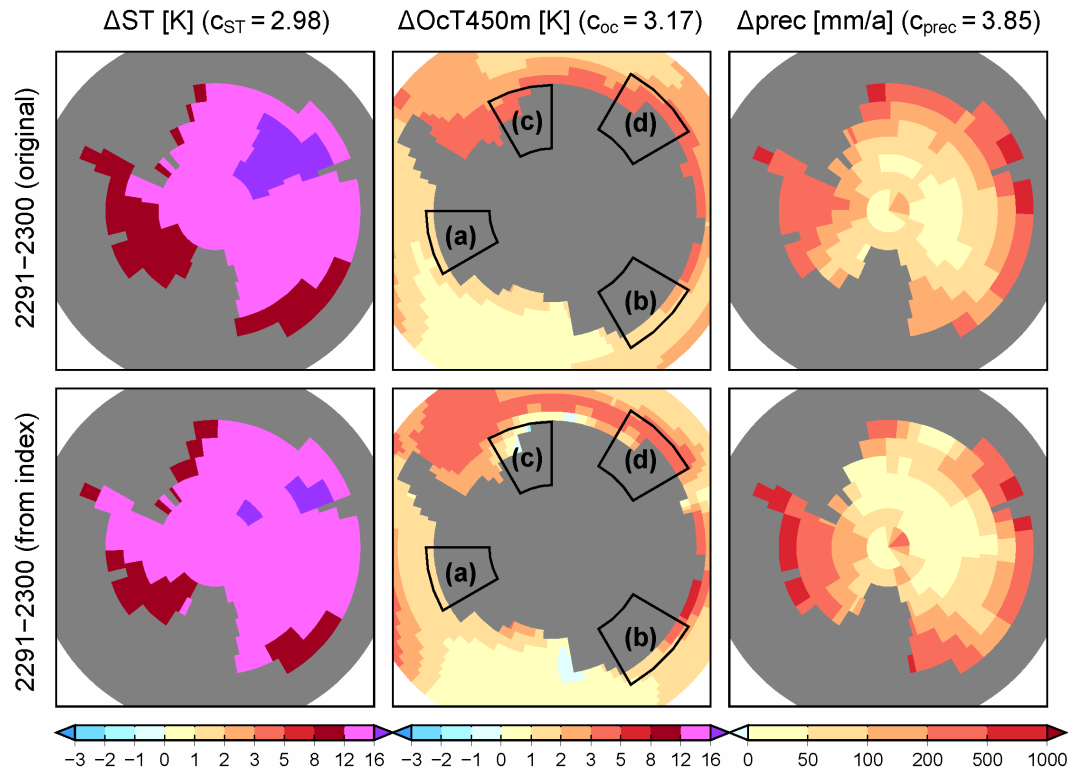 ΔST [K] (cST = 2.98)
ΔOcT450m [K] (coc = 3.17)
Δprec [mm/a] (cprec = 3.85)
2291−2300 (original)
(c)
(d)
(a)
(b)
2291−2300 (from index)
(c)
(d)
(a)
(b)
−3 −2 −1 0 1 2 3 5 8 12 16
−3 −2 −1 0 1 2 3 5 8 12 16
0 50 100 200 500 1000